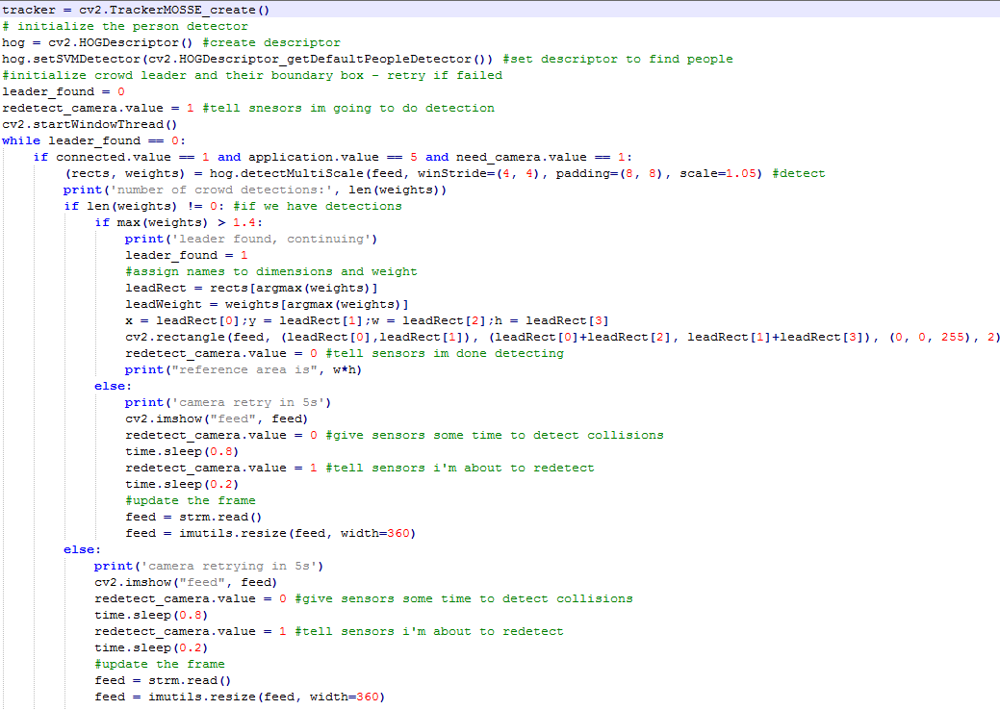 tracker = cv2.TrackerMOSSE_create()
# initialize the person detector
hog = cv2.HOGDescriptor() #create descriptor
hog.setSVMDetector(cv2.HOGDescriptor_getDefaultPeopleDetector()) #set descriptor to find people
#initialize crowd leader and their boundary box - retry if failed
leader_found = 0
redetect_camera.value = 1 #tell snesors im going to do detection
cv2.startWindowThread()
while leader_found == 0:
    if connected.value == 1 and application.value == 5 and need_camera.value == 1:
        (rects, weights) = hog.detectMultiScale(feed, winStride=(4, 4), padding=(8, 8), scale=1.05) #detect
        print('number of crowd detections:', len(weights))
        if len(weights) != 0: #if we have detections
            if max(weights) > 1.4:
                print('leader found, continuing')
                leader_found = 1
                #assign names to dimensions and weight
                leadRect = rects[argmax(weights)]
                leadWeight = weights[argmax(weights)]
                x = leadRect[0];y = leadRect[1];w = leadRect[2];h = leadRect[3]
                cv2.rectangle(feed, (leadRect[0],leadRect[1]), (leadRect[0]+leadRect[2], leadRect[1]+leadRect[3]), (0, 0, 255), 2)
                redetect_camera.value = 0 #tell sensors im done detecting
                print("reference area is", w*h)
            else:
                print('camera retry in 5s')
                cv2.imshow("feed", feed)
                redetect_camera.value = 0 #give sensors some time to detect collisions
                time.sleep(0.8)
                redetect_camera.value = 1 #tell sensors i'm about to redetect
                time.sleep(0.2)
                #update the frame
                feed = strm.read()
                feed = imutils.resize(feed, width=360)
        else:
            print('camera retrying in 5s')
            cv2.imshow("feed", feed)
            redetect_camera.value = 0 #give sensors some time to detect collisions
            time.sleep(0.8)
            redetect_camera.value = 1 #tell sensors i'm about to redetect
            time.sleep(0.2)
            #update the frame
            feed = strm.read()
            feed = imutils.resize(feed, width=360)